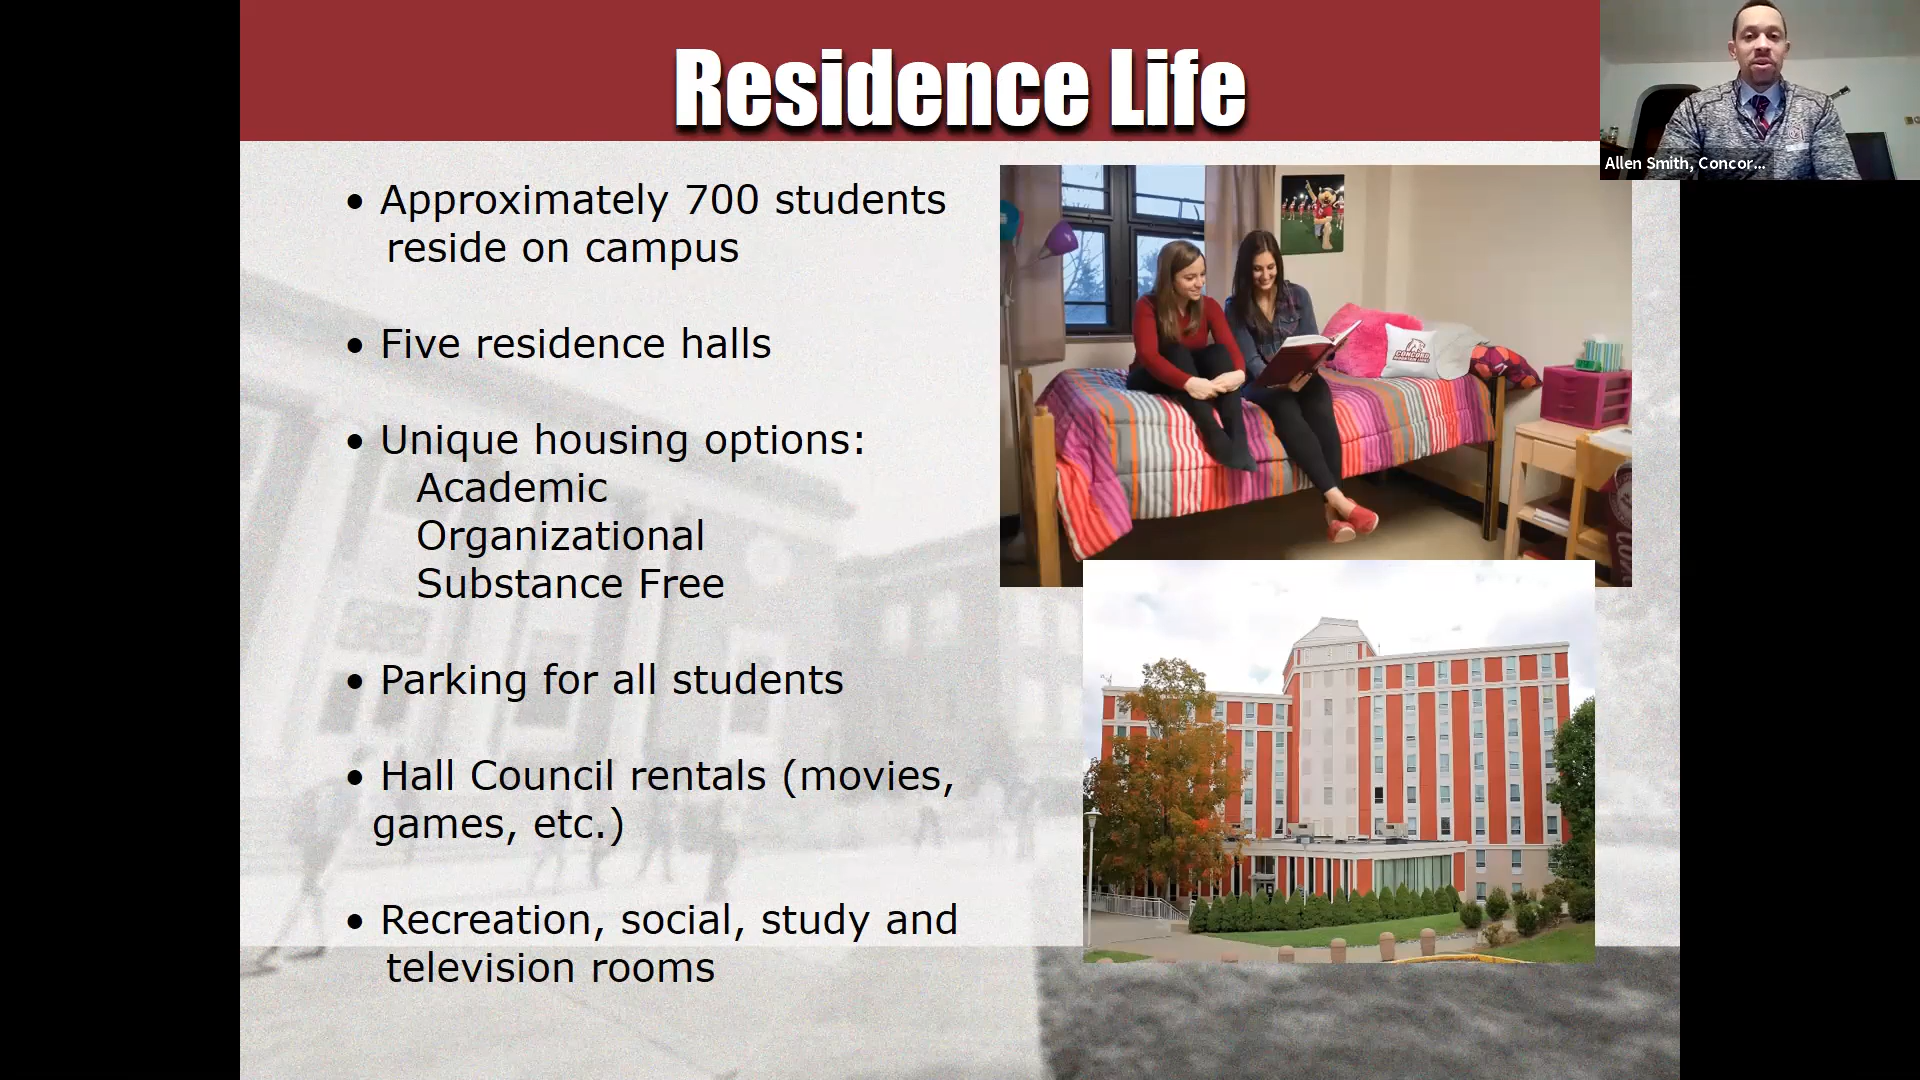 Residence Life
Allen Smith, Concor...
• Approximately 700 students
reside on campus
• Five residence halls
• Unique housing options:
Academic
Organizational
Substance Free
• Parking for all students
• Hall Council rentals (movies,
games, etc.)
• Recreation, social, study and
television rooms
CONCORD